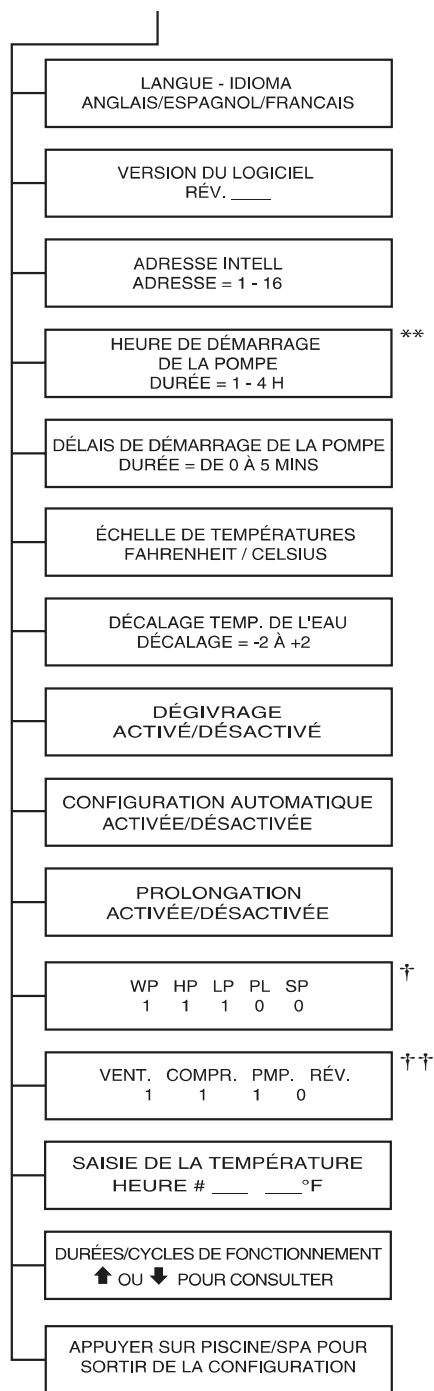 LANGUE - IDIOMA
ANGLAIS/ESPAGNOL/FRANCAIS
VERSION DU LOGICIEL
RÉV. ____
ADRESSE INTELL
ADRESSE = 1 - 16
HEURE DE DÉMARRAGE
DE LA POMPE
DURÉE = 1 - 4 H
**
DÉLAIS DE DÉMARRAGE DE LA POMPE
DURÉE = DE 0 À 5 MINS
ÉCHELLE DE TEMPÉRATURES
FAHRENHEIT / CELSIUS
DÉCALAGE TEMP. DE L'EAU
DÉCALAGE = -2 À +2
DÉGIVRAGE
ACTIVÉ/DÉSACTIVÉ
CONFIGURATION AUTOMATIQUE
ACTIVÉE/DÉSACTIVÉE
PROLONGATION
ACTIVÉE/DÉSACTIVÉE
WP HP LP PL SP
1 1 1 0 0
†
VENT. COMPR. PMP. RÉV.
1 1 1 0
††
SAISIE DE LA TEMPÉRATURE
HEURE # ___ ___°F
DURÉES/CYCLES DE FONCTIONNEMENT
⬆ OU ⬇ POUR CONSULTER
APPUYER SUR PISCINE/SPA POUR
SORTIR DE LA CONFIGURATION